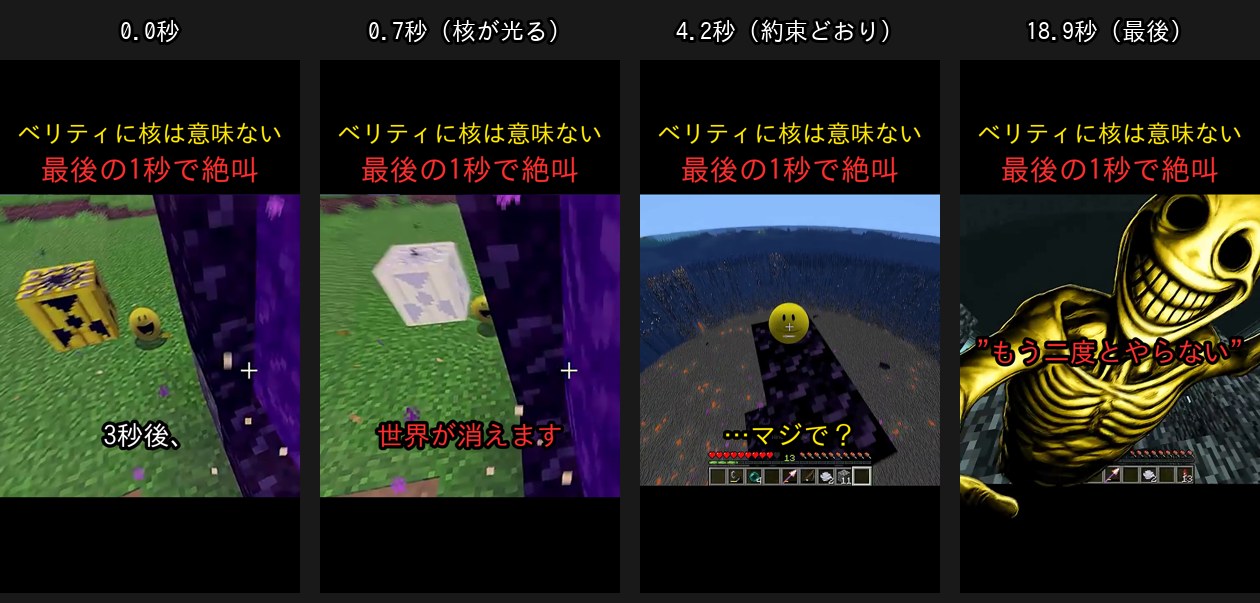 0.0秒
ベリティに核は意味ない
最後の1秒で絶叫
3秒後、
0.7秒（核が光る）
ベリティに核は意味ない
最後の1秒で絶叫
世界が消えます
4.2秒（約束どおり）
ベリティに核は意味ない
最後の1秒で絶叫
…マジで？
13
11
18.9秒（最後）
ベリティに核は意味ない
最後の1秒で絶叫
”もう二度とやらない”